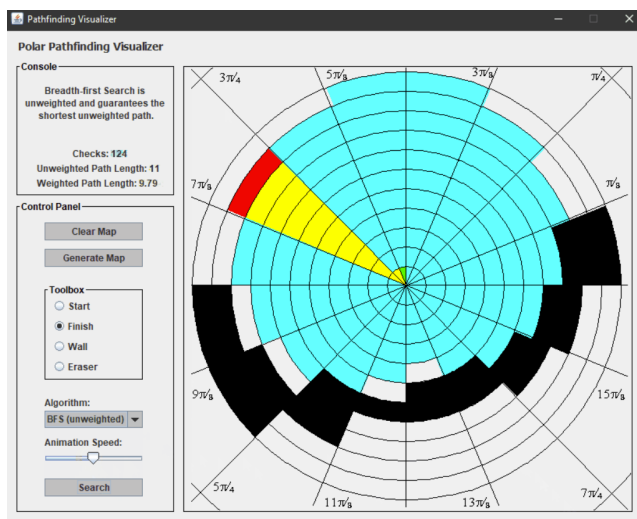 Pathfinding Visualizer
Polar Pathfinding Visualizer
Console
Breadth-first Search is
unweighted and guarantees the
shortest unweighted path.
Checks: 124
Unweighted Path Length: 11
Weighted Path Length: 9.79
Control Panel
Clear Map
Generate Map
Toolbox
Start
Finish
Wall
Eraser
Algorithm:
BFS (unweighted)
Animation Speed:
Search
3π/4
5π/8
3π/8
π/4
7π/8
π/8
9π/8
15π/8
5π/4
11π/8
13π/8
7π/4